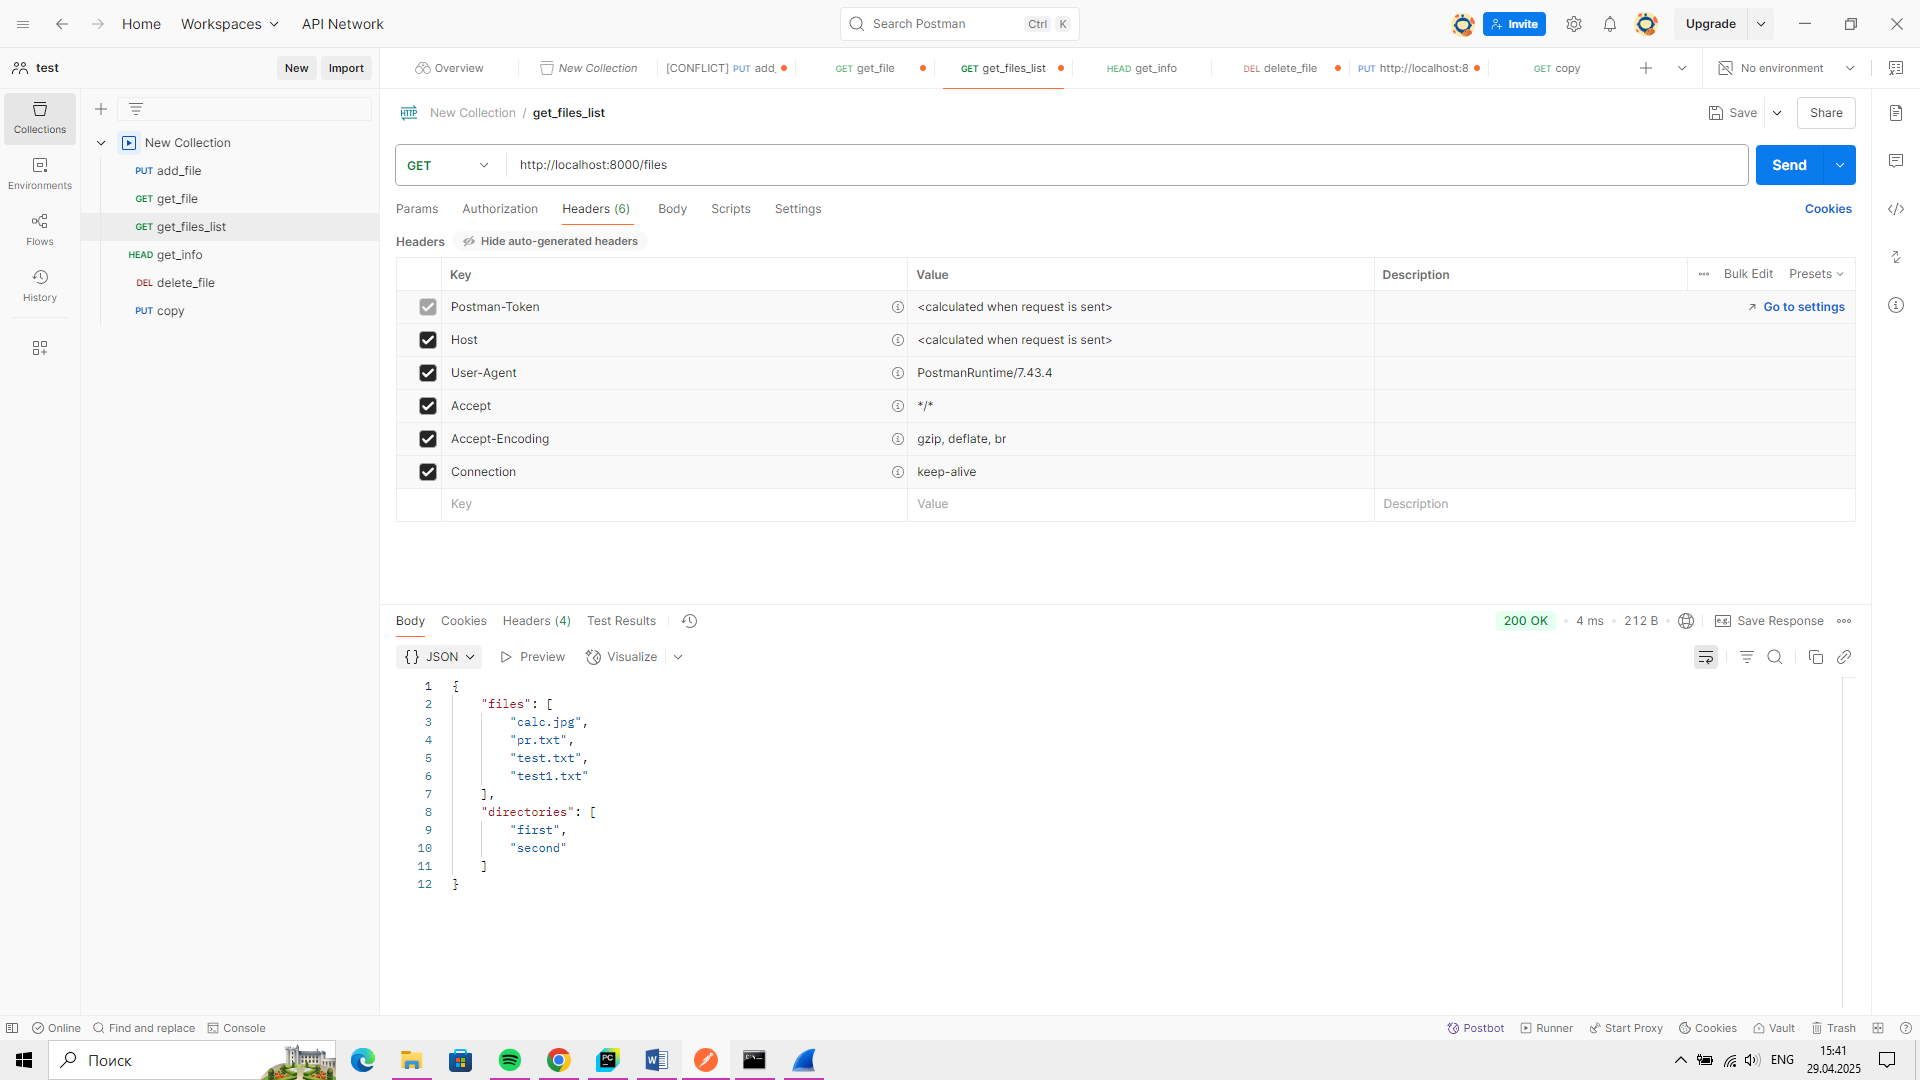 Home Workspaces API Network Search Postman Ctrl K Invite Upgrade
test New Import Overview New Collection [CONFLICT] PUT add_ GET get_file GET get_files_list HEAD get_info DEL delete_file PUT http://localhost:8 GET copy No environment
Collections
Environments
Flows
History
New Collection
PUT add_file
GET get_file
GET get_files_list
HEAD get_info
DEL delete_file
PUT copy
HTTP New Collection / get_files_list Save Share
GET http://localhost:8000/files Send
Params Authorization Headers (6) Body Scripts Settings Cookies
Headers Hide auto-generated headers
Key Value Description Bulk Edit Presets
Postman-Token <calculated when request is sent> Go to settings
Host <calculated when request is sent>
User-Agent PostmanRuntime/7.43.4
Accept */*
Accept-Encoding gzip, deflate, br
Connection keep-alive
Key Value Description
Body Cookies Headers (4) Test Results 200 OK 4 ms 212 B e.g. Save Response
{} JSON Preview Visualize
1 {
2 "files": [
3 "calc.jpg",
4 "pr.txt",
5 "test.txt",
6 "test1.txt"
7 ],
8 "directories": [
9 "first",
10 "second"
11 ]
12 }
Online Find and replace Console Postbot Runner Start Proxy Cookies Vault Trash
Поиск PC W ENG 15:41
29.04.2025